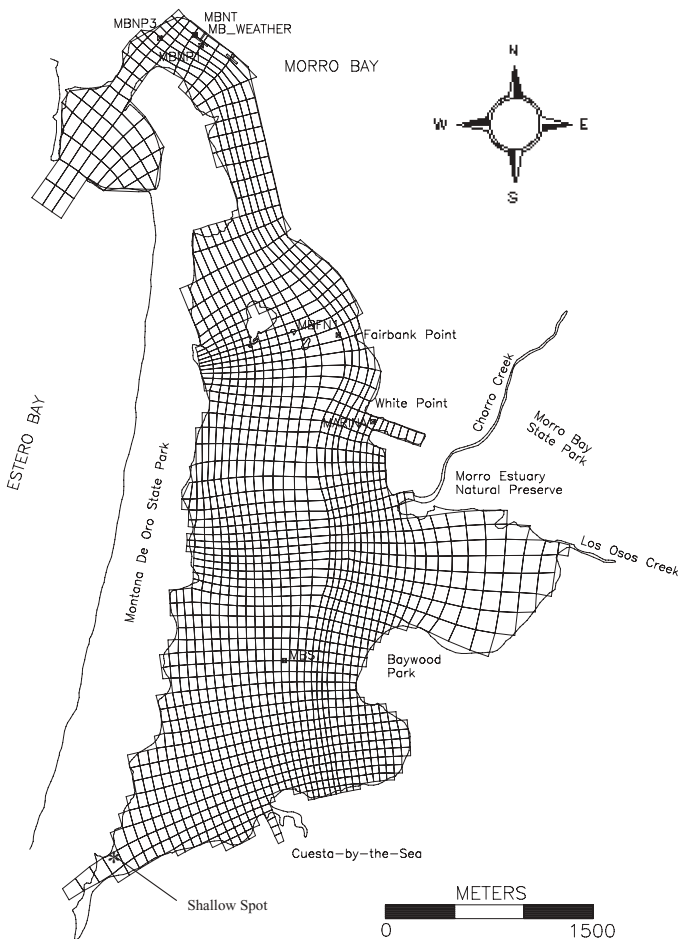 MBNP3
MBNT
MB_WEATHER
MORRO BAY
N
W
E
S
MBFN1
Fairbank Point
White Point
MARINA
Chorro Creek
Morro Bay
State Park
ESTERO BAY
Montana De Oro State Park
Morro Estuary
Natural Preserve
Los Osos Creek
Baywood
Park
Cuesta-by-the-Sea
Shallow Spot
METERS
0
1500